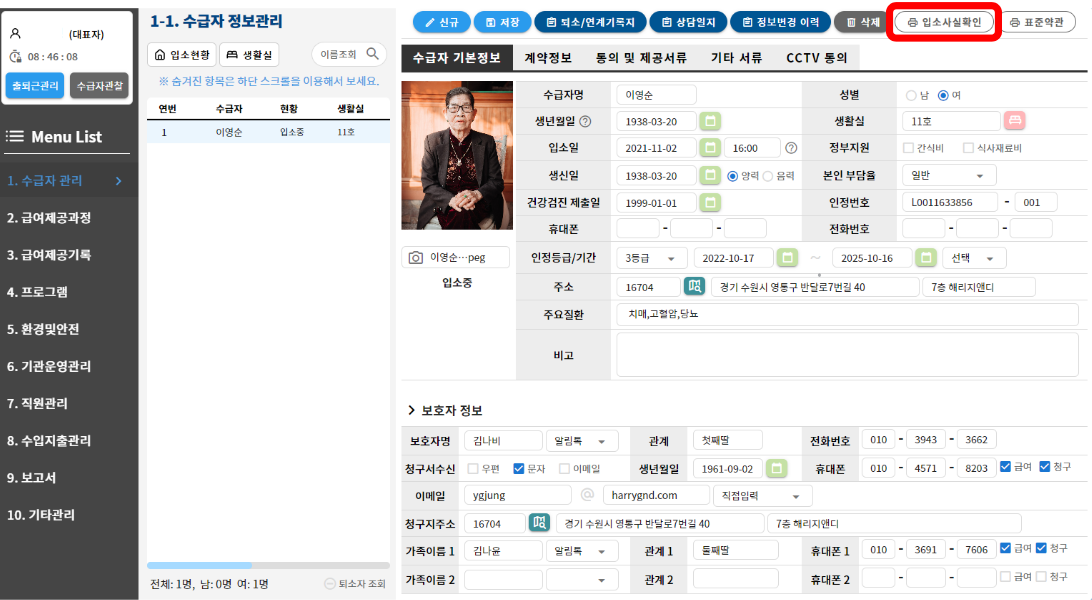 (대표자)
08 : 46 : 08
출퇴근관리 수급자관찰
Menu List
1. 수급자 관리
2. 급여제공과정
3. 급여제공기록
4. 프로그램
5. 환경및안전
6. 기관운영관리
7. 직원관리
8. 수입지출관리
9. 보고서
10. 기타관리
1-1. 수급자 정보관리
입소현황 생활실 이름조회
※ 숨겨진 항목은 하단 스크롤을 이용해서 보세요.
연번 수급자 현황 생활실
1 이영순 입소중 11호
전체: 1명, 남: 0명 여: 1명 퇴소자 조회
신규 저장 퇴소/연계기록지 상담일지 정보변경 이력 삭제 입소사실확인 표준약관
수급자 기본정보 계약정보 동의 및 제공서류 기타 서류 CCTV 동의
이영순…peg
입소중
수급자명 이영순 성별 남 여
생년월일 1938-03-20 생활실 11호
입소일 2021-11-02 16:00 정부지원 간식비 식사재료비
생신일 1938-03-20 양력 음력 본인 부담율 일반
건강검진 제출일 1999-01-01 인정번호 L0011633856 - 001
휴대폰 - - 전화번호 - -
인정등급/기간 3등급 2022-10-17 ~ 2025-10-16 선택
주소 16704 경기 수원시 영통구 반달로7번길 40 7층 해리지앤디
주요질환 치매,고혈압,당뇨
비고
보호자 정보
보호자명 김나비 알림톡 관계 첫째딸 전화번호 010 - 3943 - 3662
청구서수신 우편 문자 이메일 생년월일 1961-09-02 휴대폰 010 - 4571 - 8203 급여 청구
이메일 ygjung @ harrygnd.com 직접입력
청구지주소 16704 경기 수원시 영통구 반달로7번길 40 7층 해리지앤디
가족이름 1 김나윤 알림톡 관계 1 둘째딸 휴대폰 1 010 - 3691 - 7606 급여 청구
가족이름 2 관계 2 휴대폰 2 - - 급여 청구